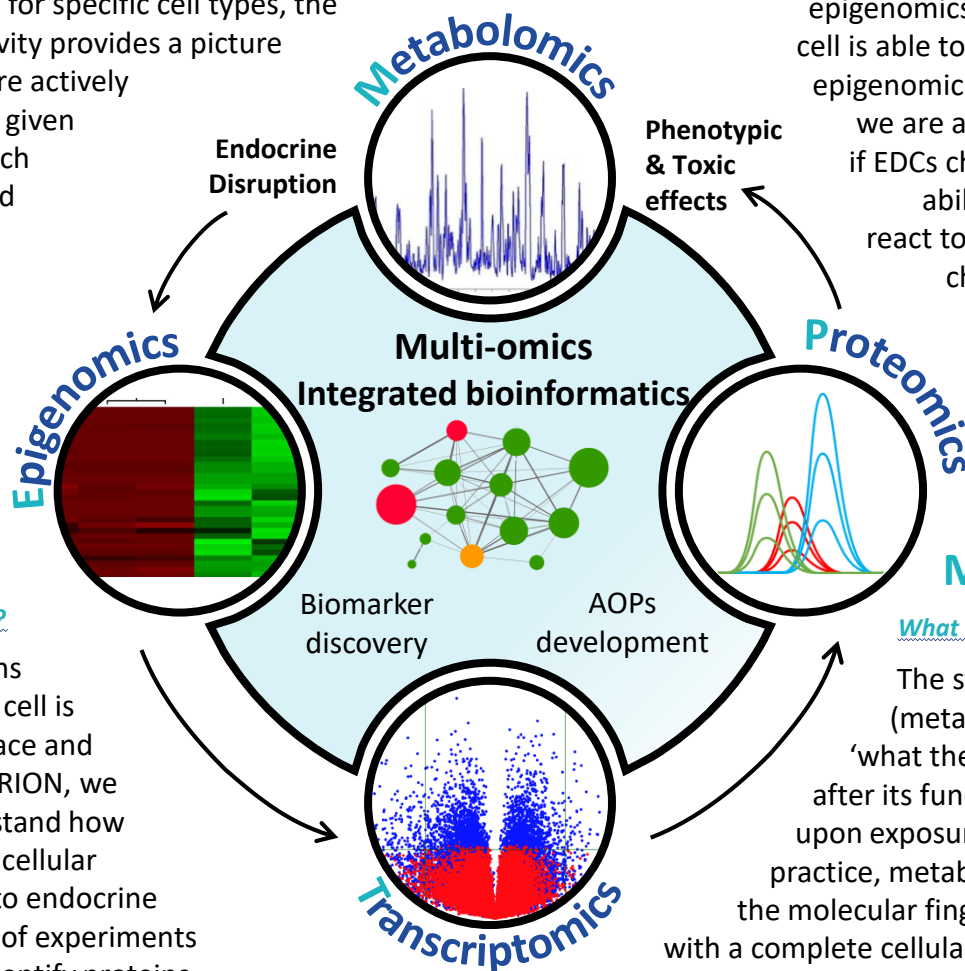 for specific cell types, the
vity provides a picture
re actively
given
ch
d
epigenomics
cell is able to
epigenomic
we are a
if EDCs ch
abil
react to
ch
Metabolomics
Endocrine
Disruption
Phenotypic
& Toxic
effects
Epigenomics
Proteomics
Multi-omics
Integrated bioinformatics
Biomarker
discovery
AOPs
development
Transcriptomics
?
ns
cell is
ace and
RION, we
stand how
cellular
to endocrine
of experiments
entify proteins
M
What
The s
(meta
‘what the
after its fun
upon exposur
practice, metab
the molecular fing
with a complete cellular